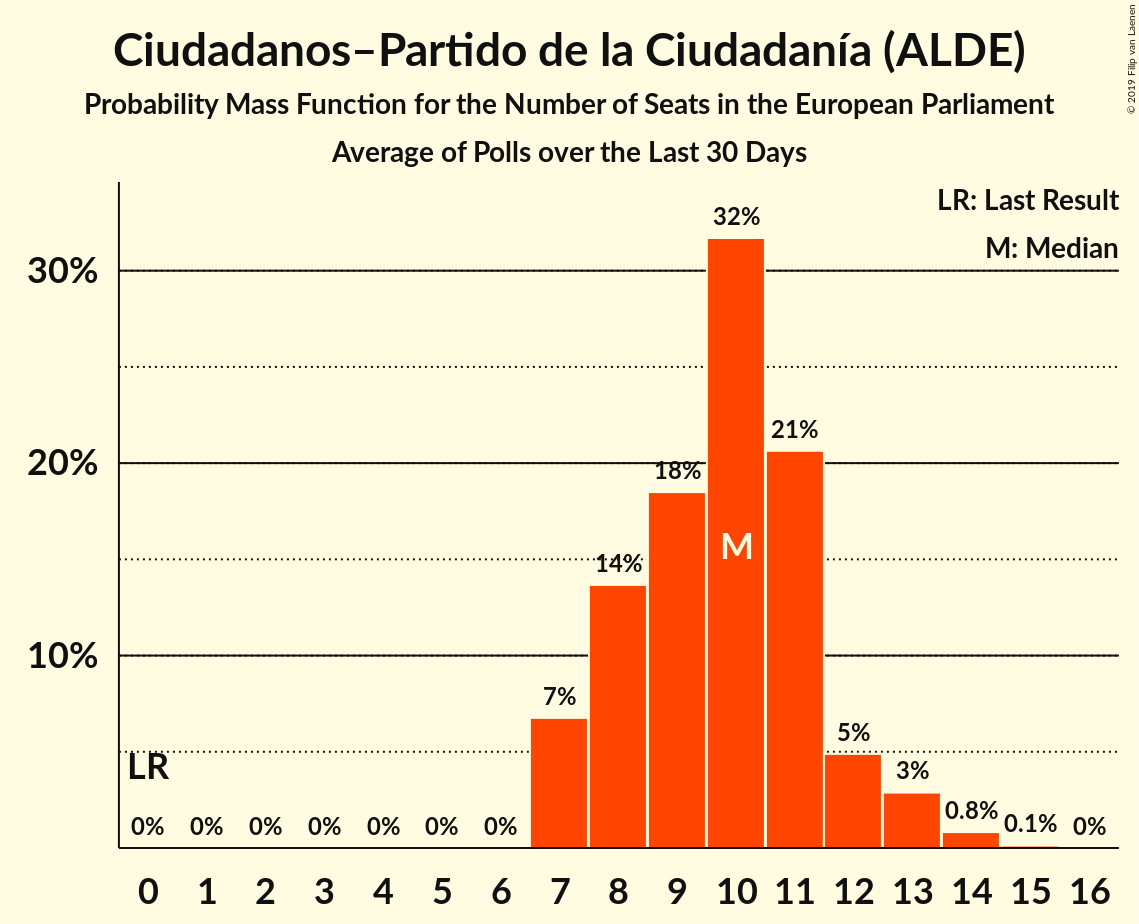 Ciudadanos–Partido de la Ciudadanía (ALDE)
Probability Mass Function for the Number of Seats in the European Parliament
Average of Polls over the Last 30 Days
© 2019 Filip van Laenen
LR: Last Result
M: Median
30%
20%
10%
32%
21%
18%
14%
7%
5%
3%
0.8%
0.1%
0%
M
LR
0% 0% 0% 0% 0% 0% 0%
0 1 2 3 4 5 6 7 8 9 10 11 12 13 14 15 16